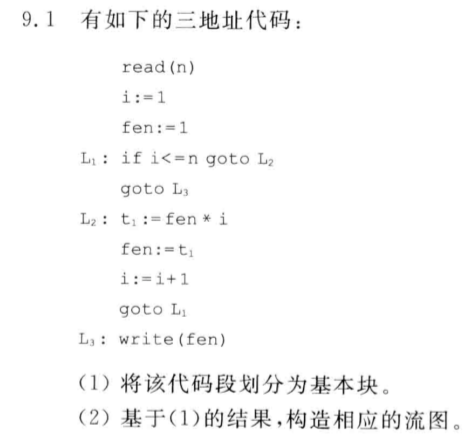 9.1 有如下的三地址代码：
read(n)
i:=1
fen:=1
L₁: if i<=n goto L₂
goto L₃
L₂: t₁:=fen * i
fen:=t₁
i:=i+1
goto L₁
L₃: write(fen)
(1) 将该代码段划分为基本块。
(2) 基于(1)的结果,构造相应的流图。